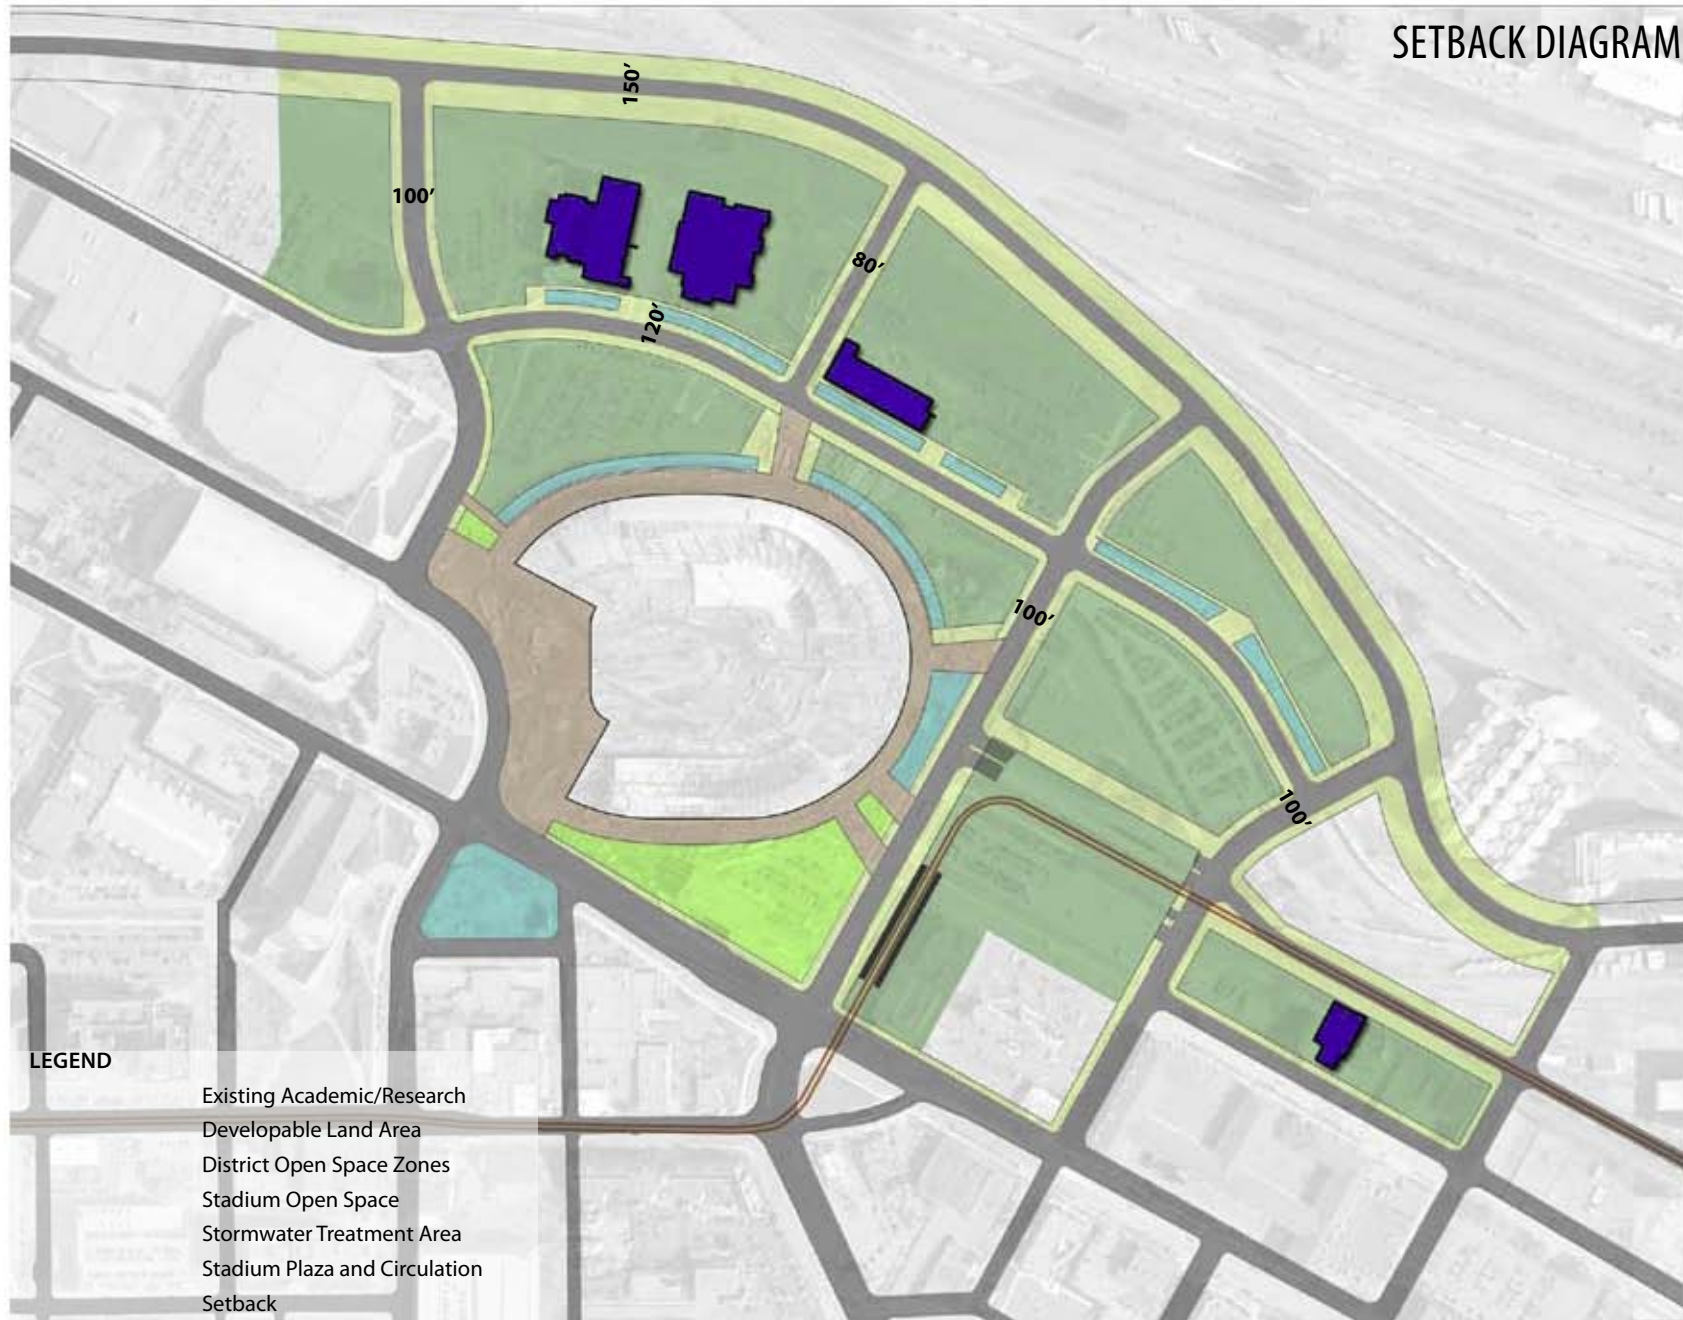 SETBACK DIAGRAM
150′
100′
80′
120′
100′
100′
LEGEND
Existing Academic/Research
Developable Land Area
District Open Space Zones
Stadium Open Space
Stormwater Treatment Area
Stadium Plaza and Circulation
Setback